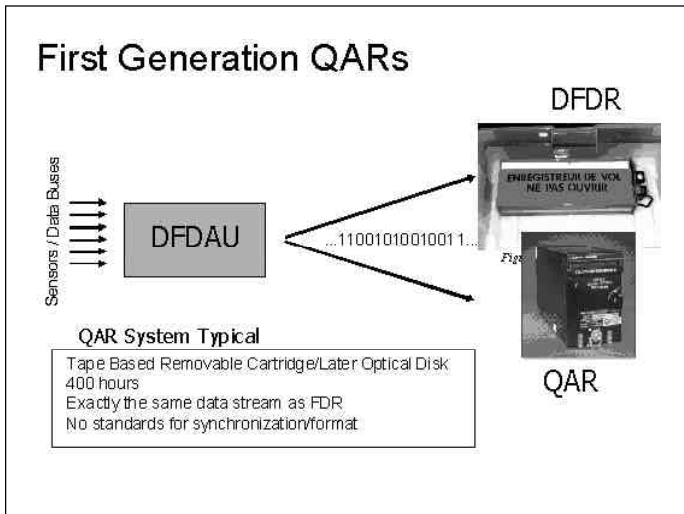 First Generation QARs
DFDR
ENREGISTREUR DE VOL
NE PAS OUVRIR
Sensors / Data Buses
DFDAU
...11001010010011...
Figu
QAR System Typical
Tape Based Removable Cartridge/Later Optical Disk
400 hours
Exactly the same data stream as FDR
No standards for synchronization/format
QAR